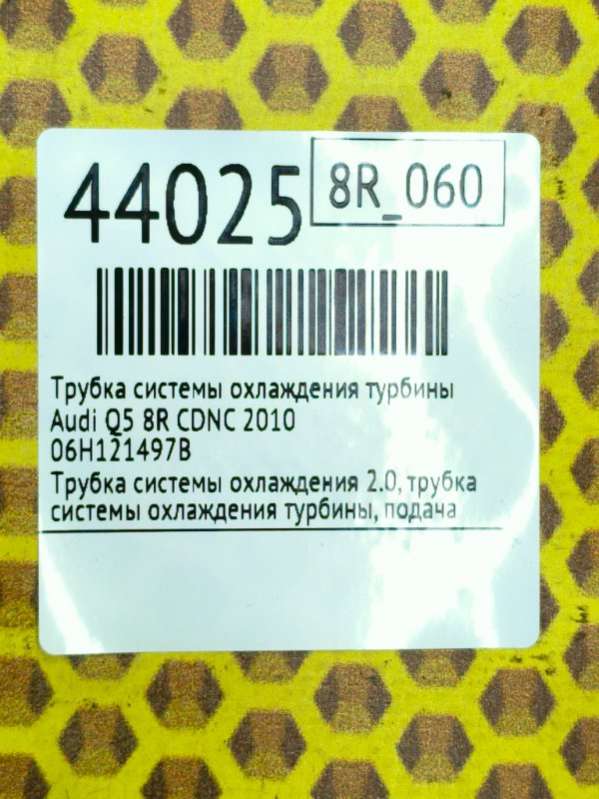 44025
8R_060
Трубка системы охлаждения турбины
Audi Q5 8R CDNC 2010
06H121497B
Трубка системы охлаждения 2.0, трубка
системы охлаждения турбины, подача